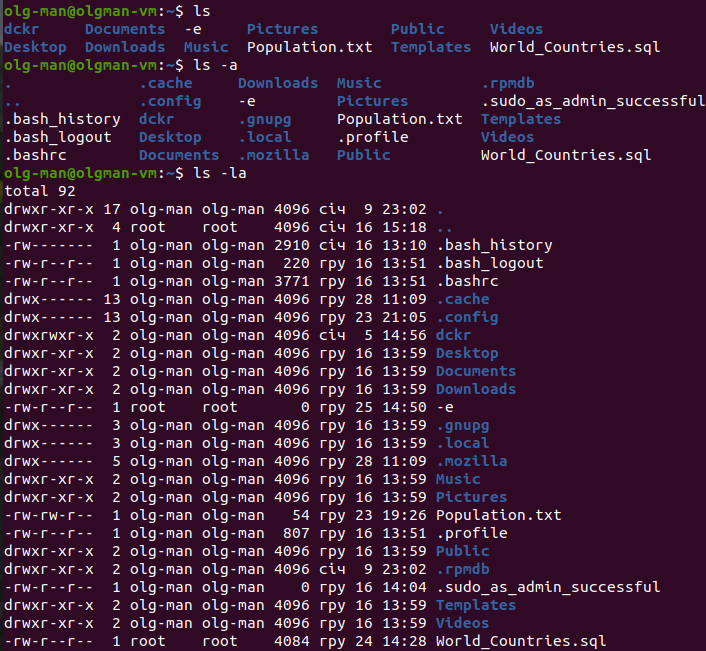 olg-man@olgman-vm:~$ ls
dckr     Documents  -e     Pictures       Public     Videos
Desktop  Downloads  Music  Population.txt  Templates  World_Countries.sql
olg-man@olgman-vm:~$ ls -a
.              .cache     Downloads  Music           .rpmdb
..             .config    -e         Pictures        .sudo_as_admin_successful
.bash_history  dckr       .gnupg     Population.txt  Templates
.bash_logout   Desktop    .local     .profile        Videos
.bashrc        Documents  .mozilla   Public          World_Countries.sql
olg-man@olgman-vm:~$ ls -la
total 92
drwxr-xr-x 17 olg-man olg-man 4096 січ  9 23:02 .
drwxr-xr-x  4 root    root    4096 січ 16 15:18 ..
-rw-------  1 olg-man olg-man 2910 січ 16 13:10 .bash_history
-rw-r--r--  1 olg-man olg-man  220 гру 16 13:51 .bash_logout
-rw-r--r--  1 olg-man olg-man 3771 гру 16 13:51 .bashrc
drwx------ 13 olg-man olg-man 4096 гру 28 11:09 .cache
drwx------ 13 olg-man olg-man 4096 гру 23 21:05 .config
drwxrwxr-x  2 olg-man olg-man 4096 січ  5 14:56 dckr
drwxr-xr-x  2 olg-man olg-man 4096 гру 16 13:59 Desktop
drwxr-xr-x  2 olg-man olg-man 4096 гру 16 13:59 Documents
drwxr-xr-x  2 olg-man olg-man 4096 гру 16 13:59 Downloads
-rw-r--r--  1 root    root       0 гру 25 14:50 -e
drwx------  3 olg-man olg-man 4096 гру 16 13:59 .gnupg
drwx------  3 olg-man olg-man 4096 гру 16 13:59 .local
drwx------  5 olg-man olg-man 4096 гру 28 11:09 .mozilla
drwxr-xr-x  2 olg-man olg-man 4096 гру 16 13:59 Music
drwxr-xr-x  2 olg-man olg-man 4096 гру 16 13:59 Pictures
-rw-rw-r--  1 olg-man olg-man   54 гру 23 19:26 Population.txt
-rw-r--r--  1 olg-man olg-man  807 гру 16 13:51 .profile
drwxr-xr-x  2 olg-man olg-man 4096 гру 16 13:59 Public
drwxr-xr-x  2 olg-man olg-man 4096 січ  9 23:02 .rpmdb
-rw-r--r--  1 olg-man olg-man    0 гру 16 14:04 .sudo_as_admin_successful
drwxr-xr-x  2 olg-man olg-man 4096 гру 16 13:59 Templates
drwxr-xr-x  2 olg-man olg-man 4096 гру 16 13:59 Videos
-rw-r--r--  1 root    root    4084 гру 24 14:28 World_Countries.sql